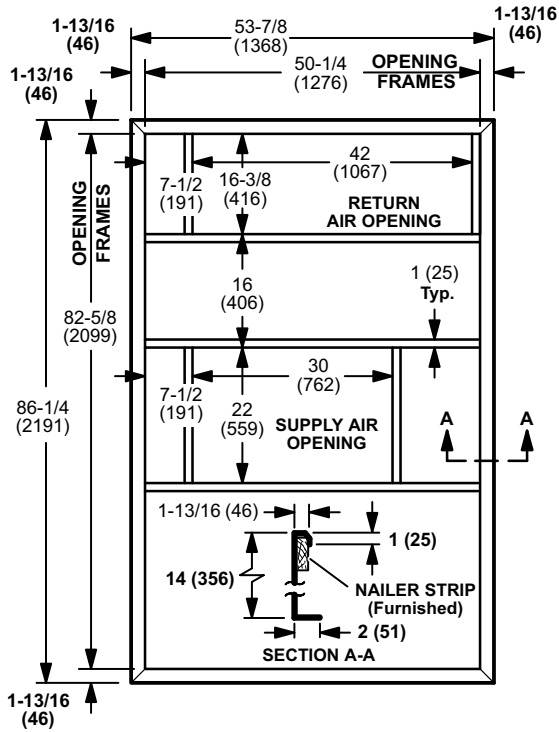 1-13/16
(46)
53-7/8
(1368)
1-13/16
(46)
1-13/16
(46)
50-1/4
(1276)
OPENING
FRAMES
42
(1067)
7-1/2
(191)
16-3/8
(416)
RETURN
AIR OPENING
OPENING
FRAMES
16
(406)
1 (25)
Typ.
82-5/8
(2099)
86-1/4
(2191)
7-1/2
(191)
30
(762)
22
(559)
SUPPLY AIR
OPENING
A
A
1-13/16 (46)
1 (25)
14 (356)
NAILER STRIP
(Furnished)
2 (51)
SECTION A-A
1-13/16
(46)